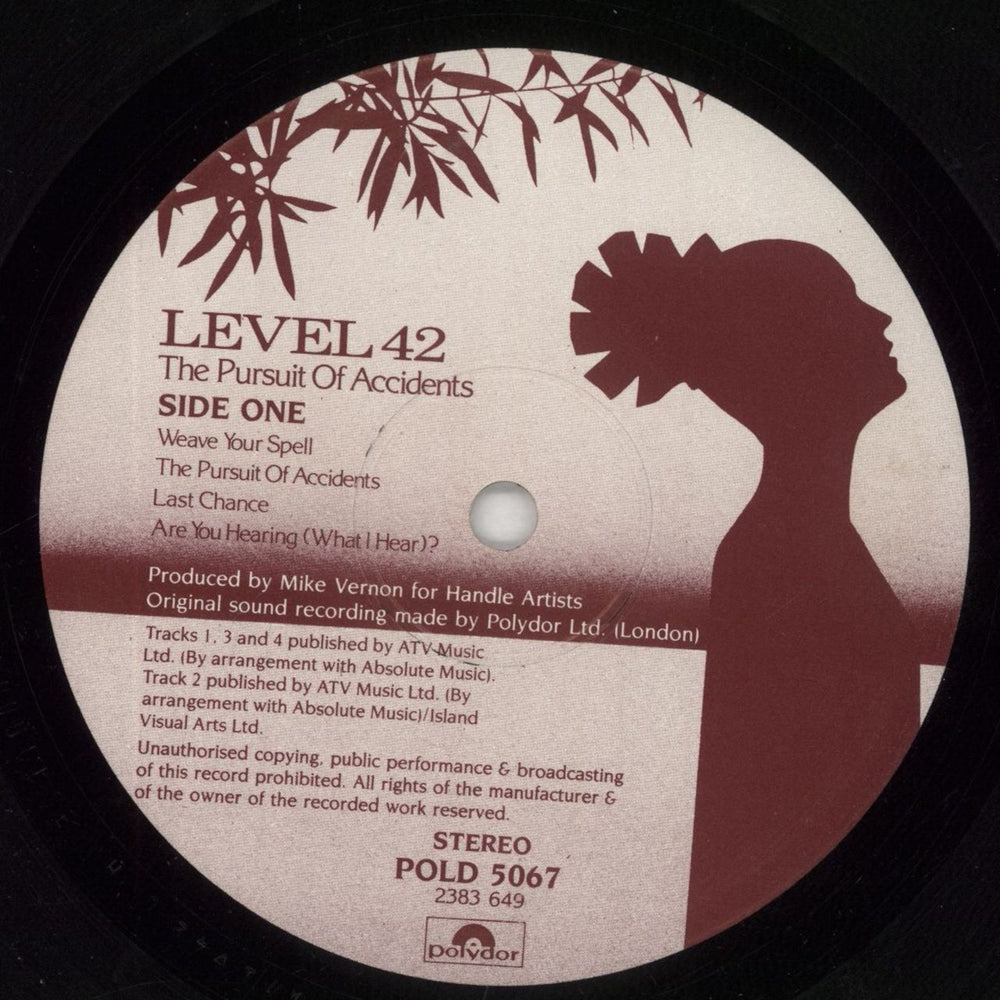 LEVEL 42
The Pursuit Of Accidents
SIDE ONE
Weave Your Spell
The Pursuit Of Accidents
Last Chance
Are You Hearing (What I Hear)?
Produced by Mike Vernon for Handle Artists
Original sound recording made by Polydor Ltd. (London)
Tracks 1, 3 and 4 published by ATV Music
Ltd. (By arrangement with Absolute Music).
Track 2 published by ATV Music Ltd. (By
arrangement with Absolute Music)/Island
Visual Arts Ltd.
Unauthorised copying, public performance & broadcasting
of this record prohibited. All rights of the manufacturer &
of the owner of the recorded work reserved.
STEREO
POLD 5067
2383 649
polydor